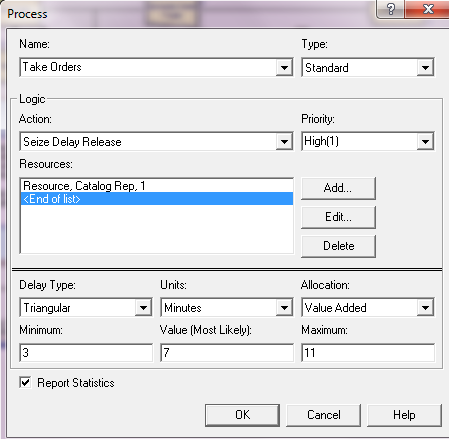 Process
Name: Type:
Take Orders Standard
Logic
Action: Priority:
Seize Delay Release High(1)
Resources:
Resource, Catalog Rep, 1 Add...
<End of list>
Edit...
Delete
Delay Type: Units: Allocation:
Triangular Minutes Value Added
Minimum: Value (Most Likely): Maximum:
3 7 11
Report Statistics
OK Cancel Help